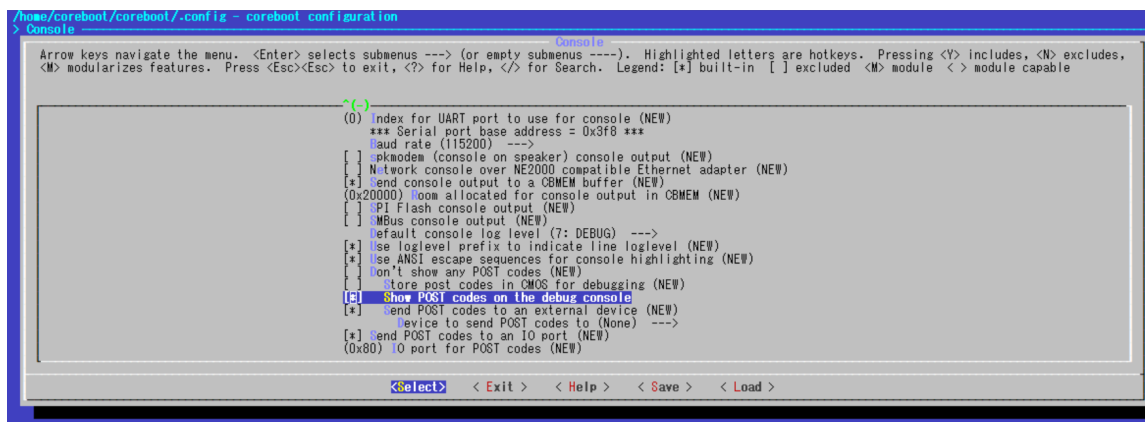 /home/coreboot/coreboot/.config - coreboot configuration
> Console
Console
Arrow keys navigate the menu. <Enter> selects submenus ---> (or empty submenus ----). Highlighted letters are hotkeys. Pressing <Y> includes, <N> excludes,
<M> modularizes features. Press <Esc><Esc> to exit, <?> for Help, </> for Search. Legend: [*] built-in [ ] excluded <M> module < > module capable
^(-)
(0) Index for UART port to use for console (NEW)
*** Serial port base address = 0x3f8 ***
Baud rate (115200) --->
[ ] spkmodem (console on speaker) console output (NEW)
[ ] Network console over NE2000 compatible Ethernet adapter (NEW)
[*] Send console output to a CBMEM buffer (NEW)
(0x20000) Room allocated for console output in CBMEM (NEW)
[ ] SPI Flash console output (NEW)
[ ] SMBus console output (NEW)
Default console log level (7: DEBUG) --->
[*] Use loglevel prefix to indicate line loglevel (NEW)
[*] Use ANSI escape sequences for console highlighting (NEW)
[ ] Don't show any POST codes (NEW)
[ ] Store post codes in CMOS for debugging (NEW)
[*] Show POST codes on the debug console
[*] Send POST codes to an external device (NEW)
Device to send POST codes to (None) --->
[*] Send POST codes to an IO port (NEW)
(0x80) IO port for POST codes (NEW)
<Select> < Exit > < Help > < Save > < Load >